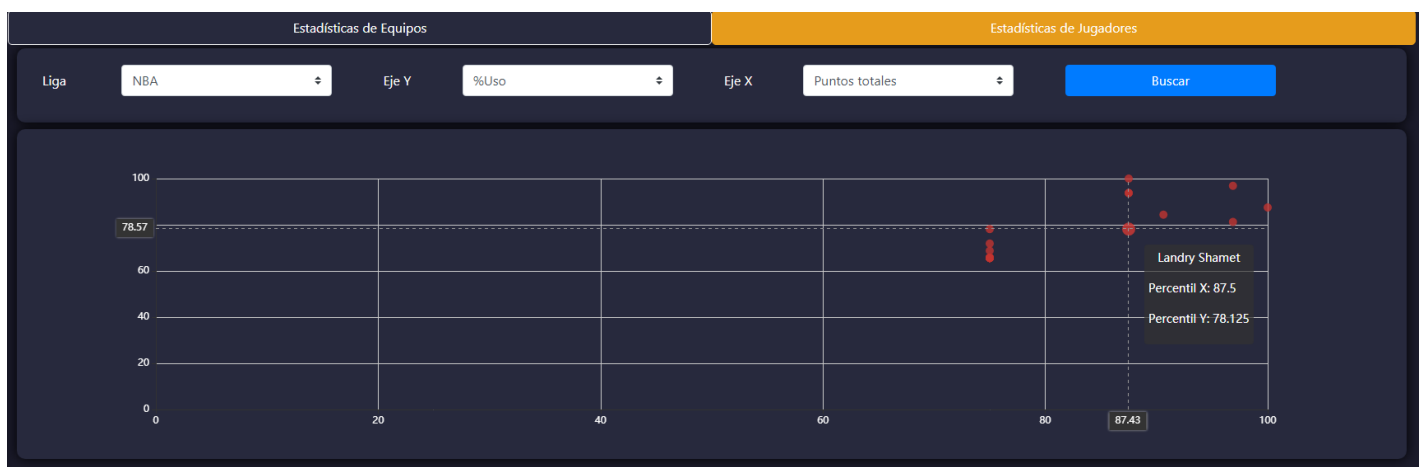 Estadísticas de Equipos
Estadísticas de Jugadores
Liga
NBA
Eje Y
%Uso
Eje X
Puntos totales
Buscar
100
78.57
60
40
20
0
Landry Shamet
Percentil X: 87.5
Percentil Y: 78.125
0
20
40
60
80
87.43
100